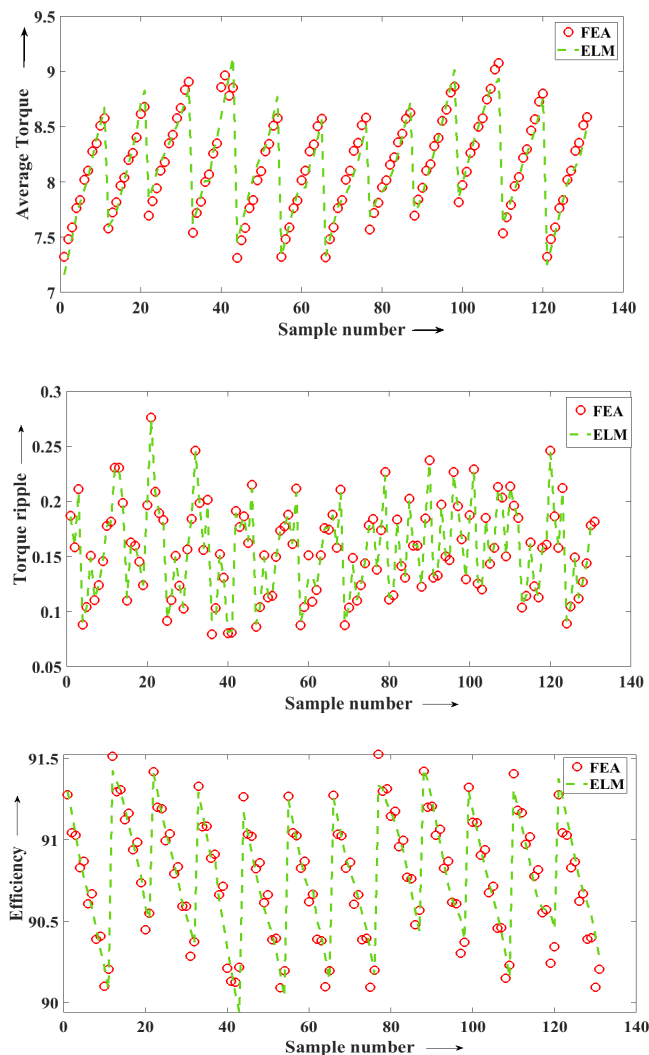 9.5
9
8.5
8
7.5
7
Average Torque
FEA
ELM
0 20 40 60 80 100 120 140
Sample number
0.3
0.25
0.2
0.15
0.1
0.05
Torque ripple
FEA
ELM
0 20 40 60 80 100 120 140
Sample number
91.5
91
90.5
90
Efficiency
FEA
ELM
0 20 40 60 80 100 120 140
Sample number